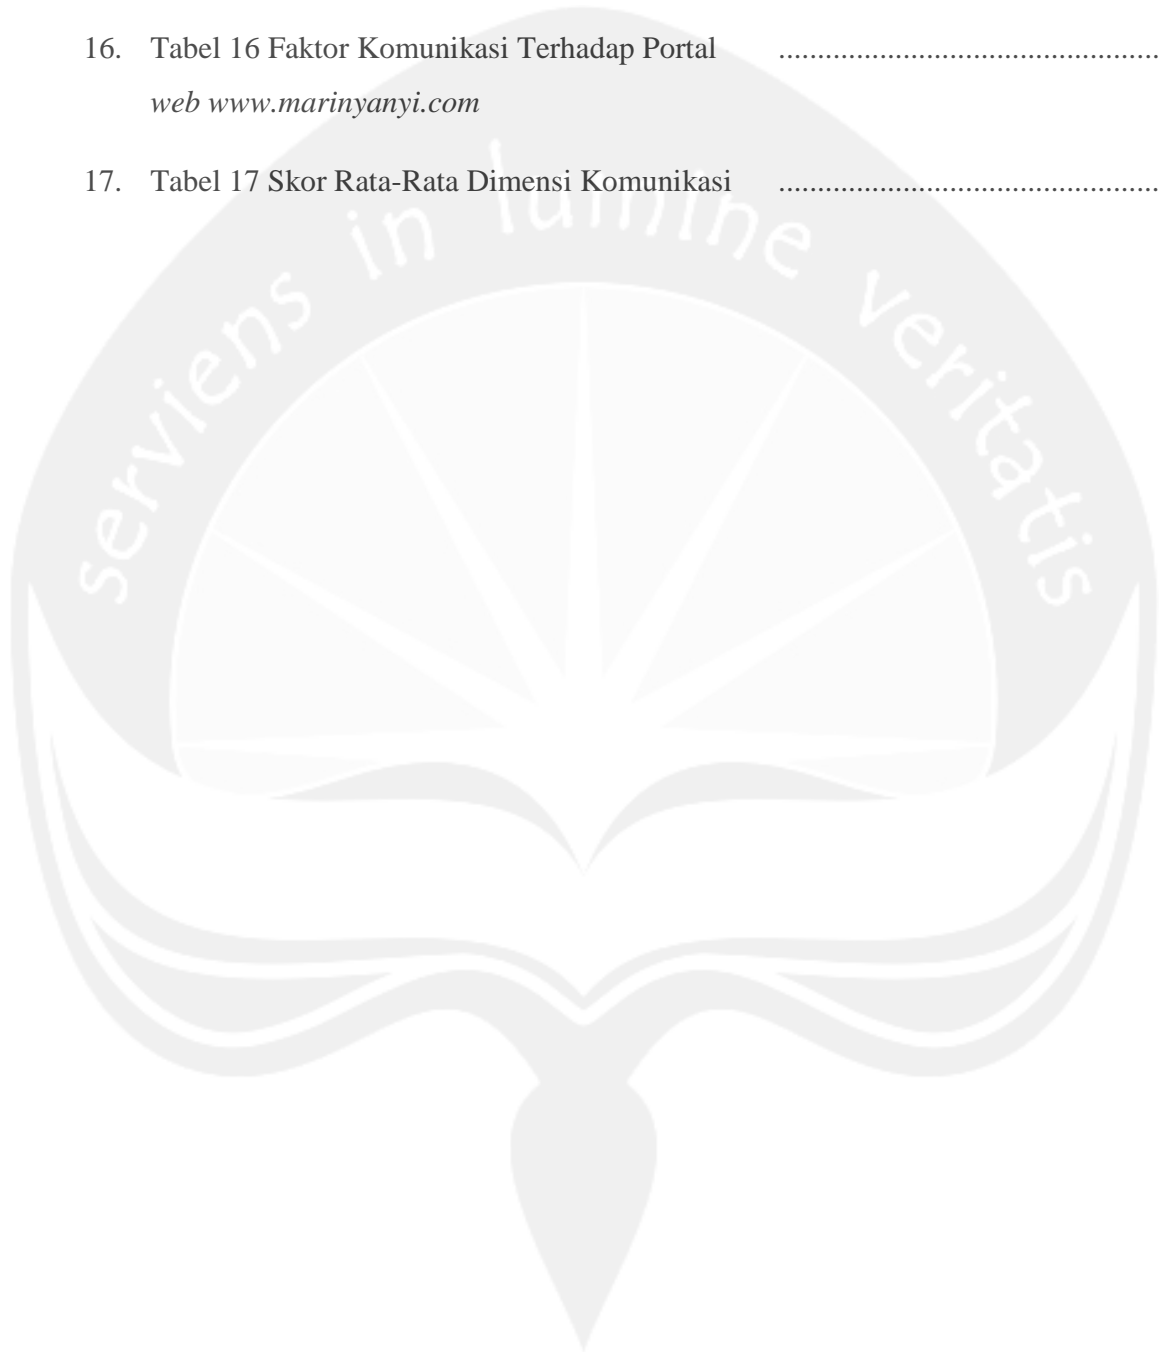 16. Tabel 16 Faktor Komunikasi Terhadap Portal ..................................................
web www.marinyanyi.com
17. Tabel 17 Skor Rata-Rata Dimensi Komunikasi ..................................................
serviens in lumine veritatis